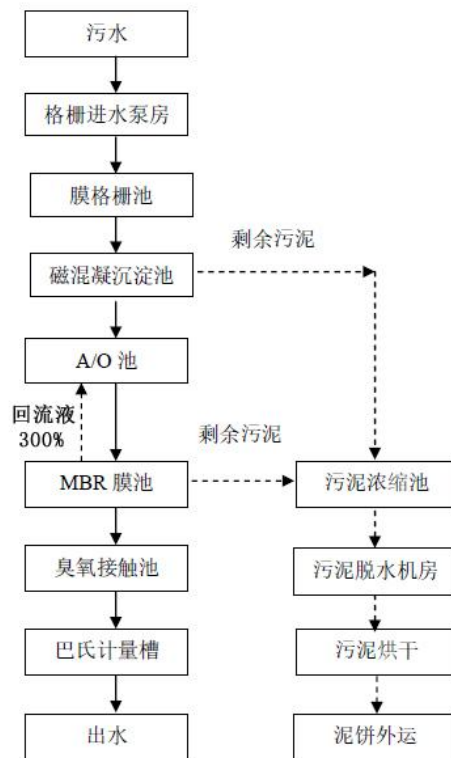 污水
格栅进水泵房
膜格栅池
剩余污泥
磁混凝沉淀池
A/O 池
回流液
300%
剩余污泥
MBR 膜池
污泥浓缩池
臭氧接触池
污泥脱水机房
巴氏计量槽
污泥烘干
出水
泥饼外运